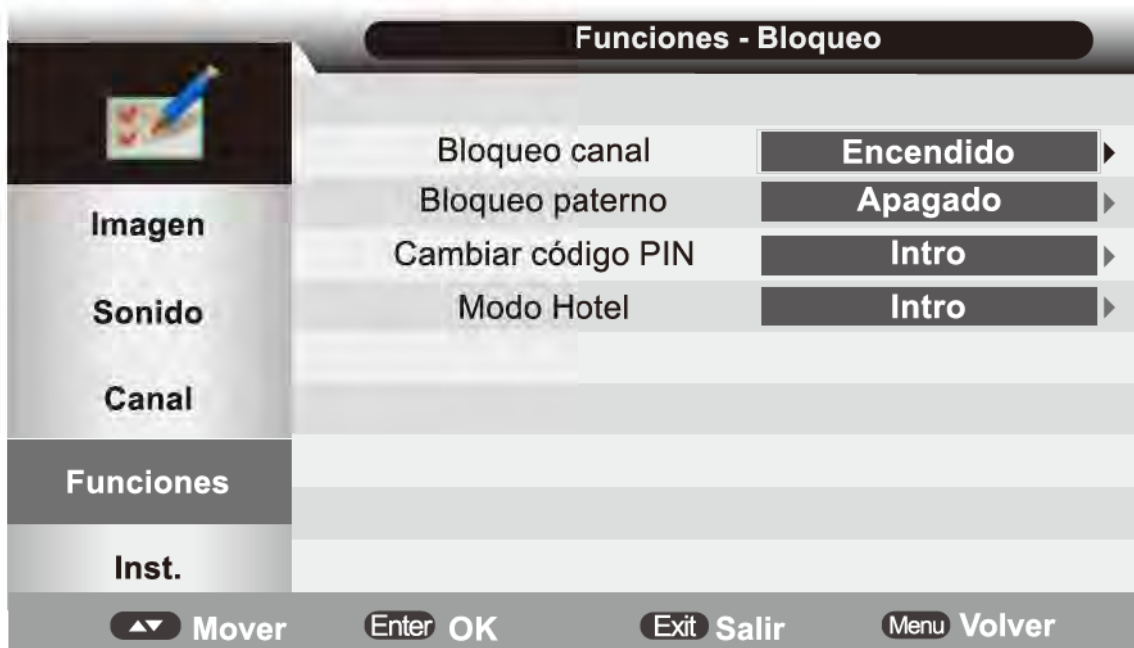 Funciones - Bloqueo
Bloqueo canal Encendido
Bloqueo paterno Apagado
Cambiar código PIN Intro
Modo Hotel Intro
Imagen
Sonido
Canal
Funciones
Inst.
Mover Enter OK Exit Salir Menu Volver